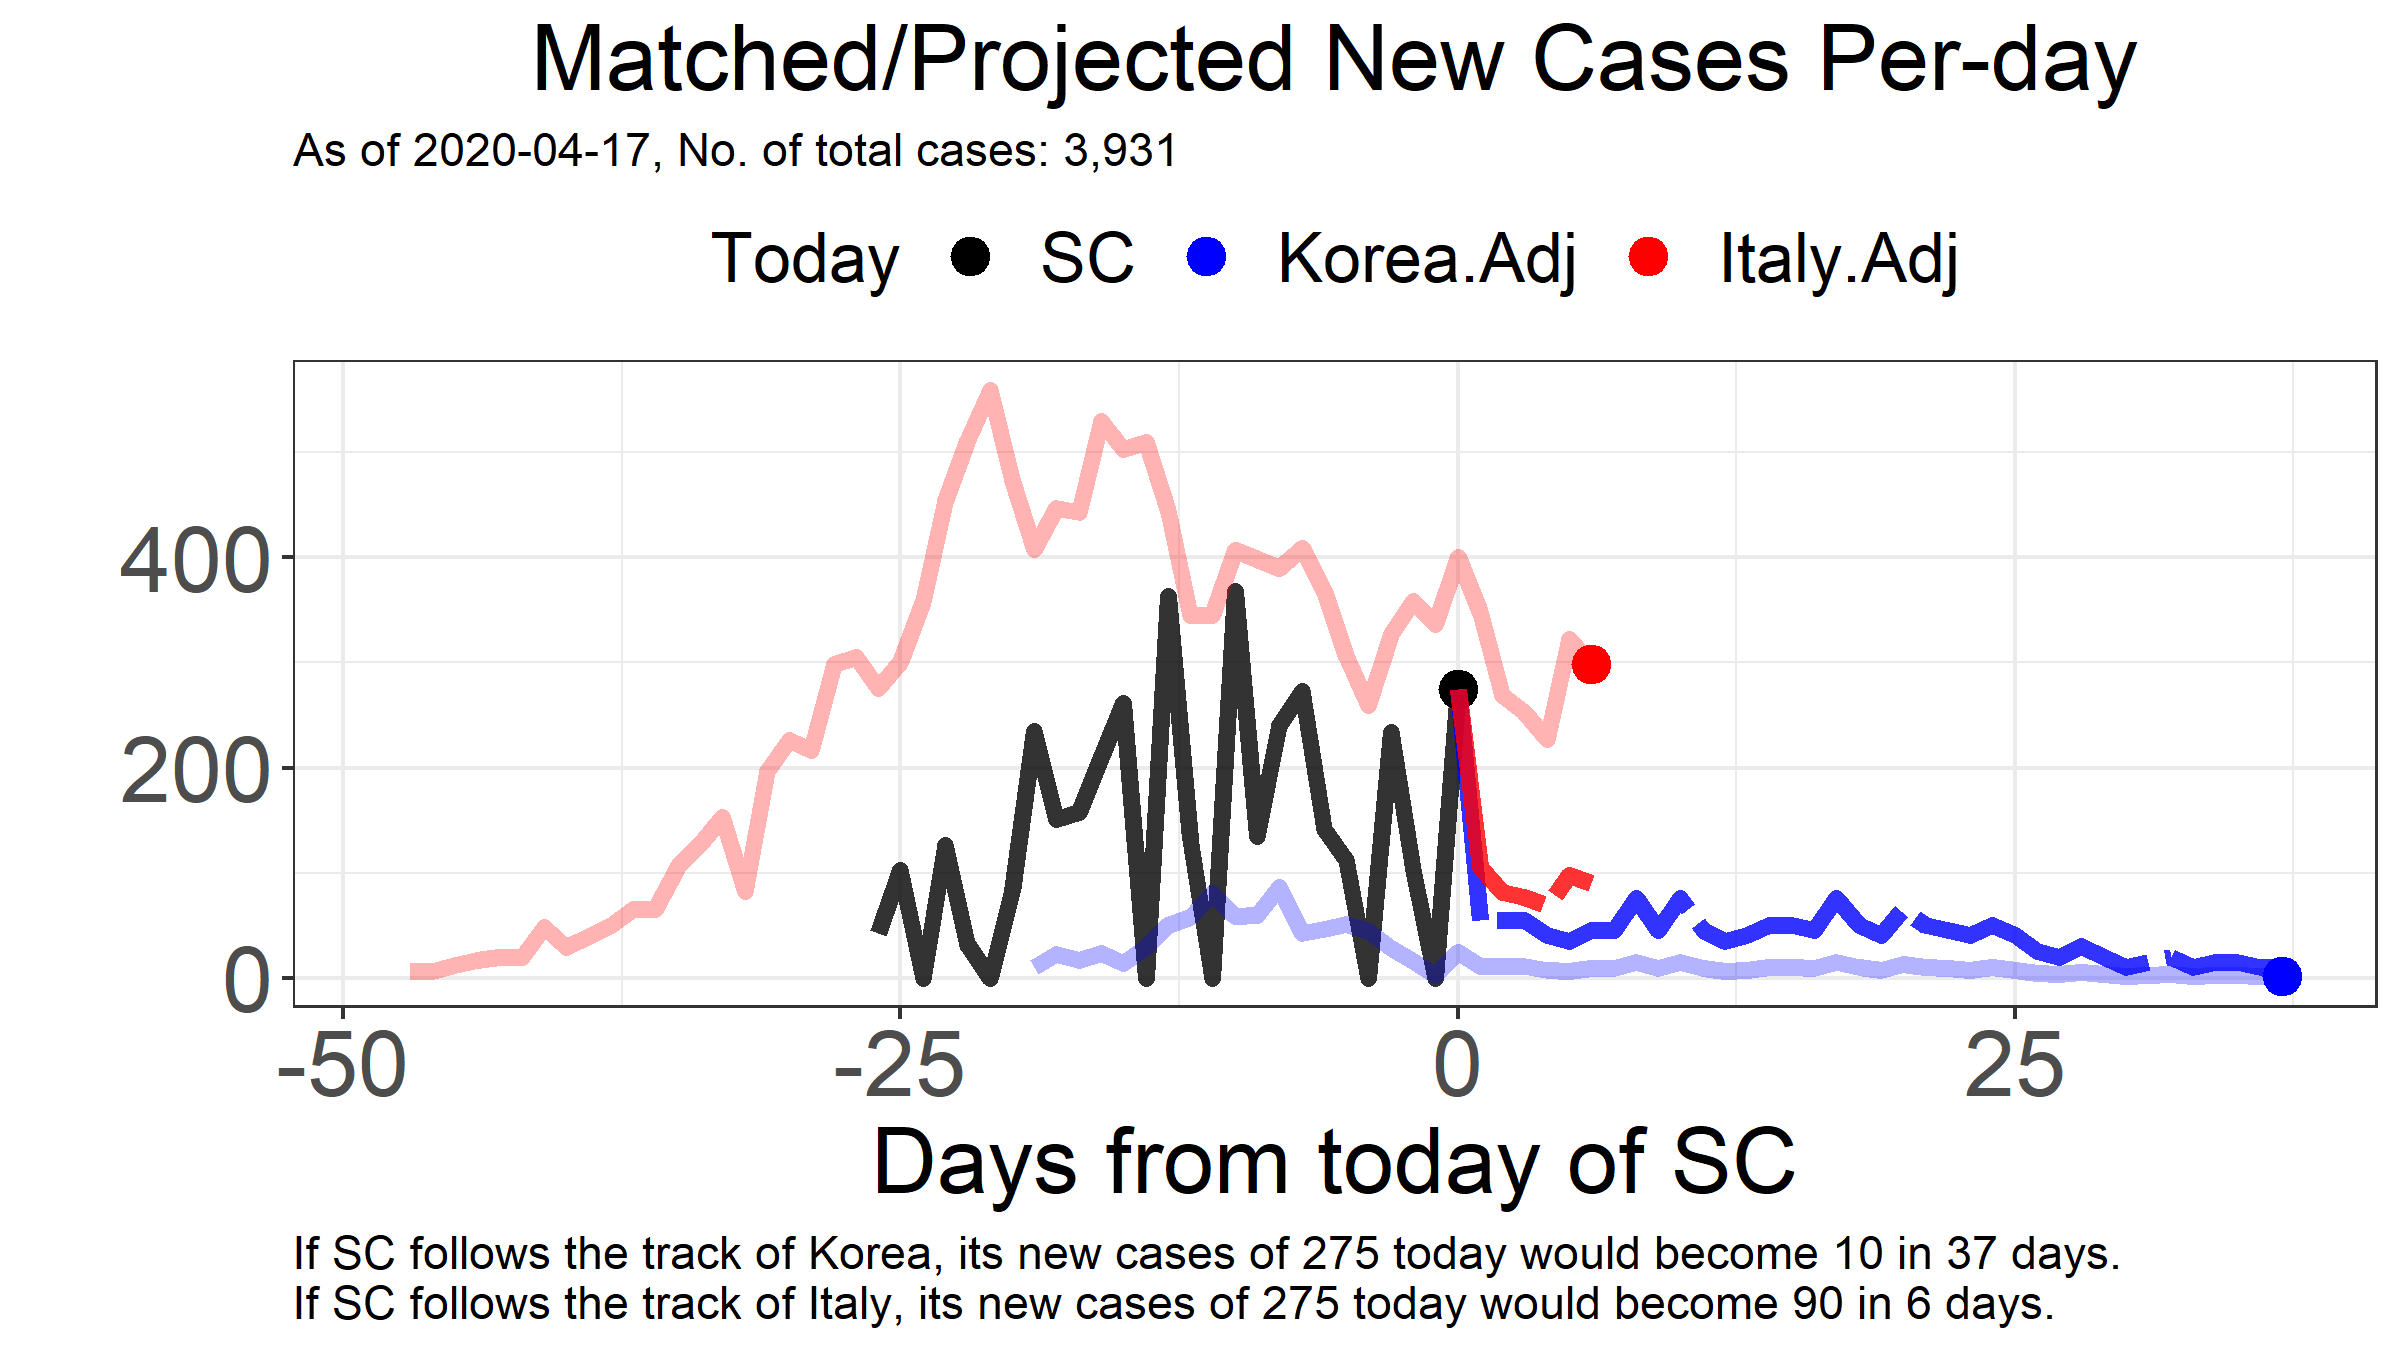 Matched/Projected New Cases Per-day
As of 2020-04-17, No. of total cases: 3,931
Today SC Korea.Adj Italy.Adj
400
200
0
-50 -25 0 25
Days from today of SC
If SC follows the track of Korea, its new cases of 275 today would become 10 in 37 days.
If SC follows the track of Italy, its new cases of 275 today would become 90 in 6 days.